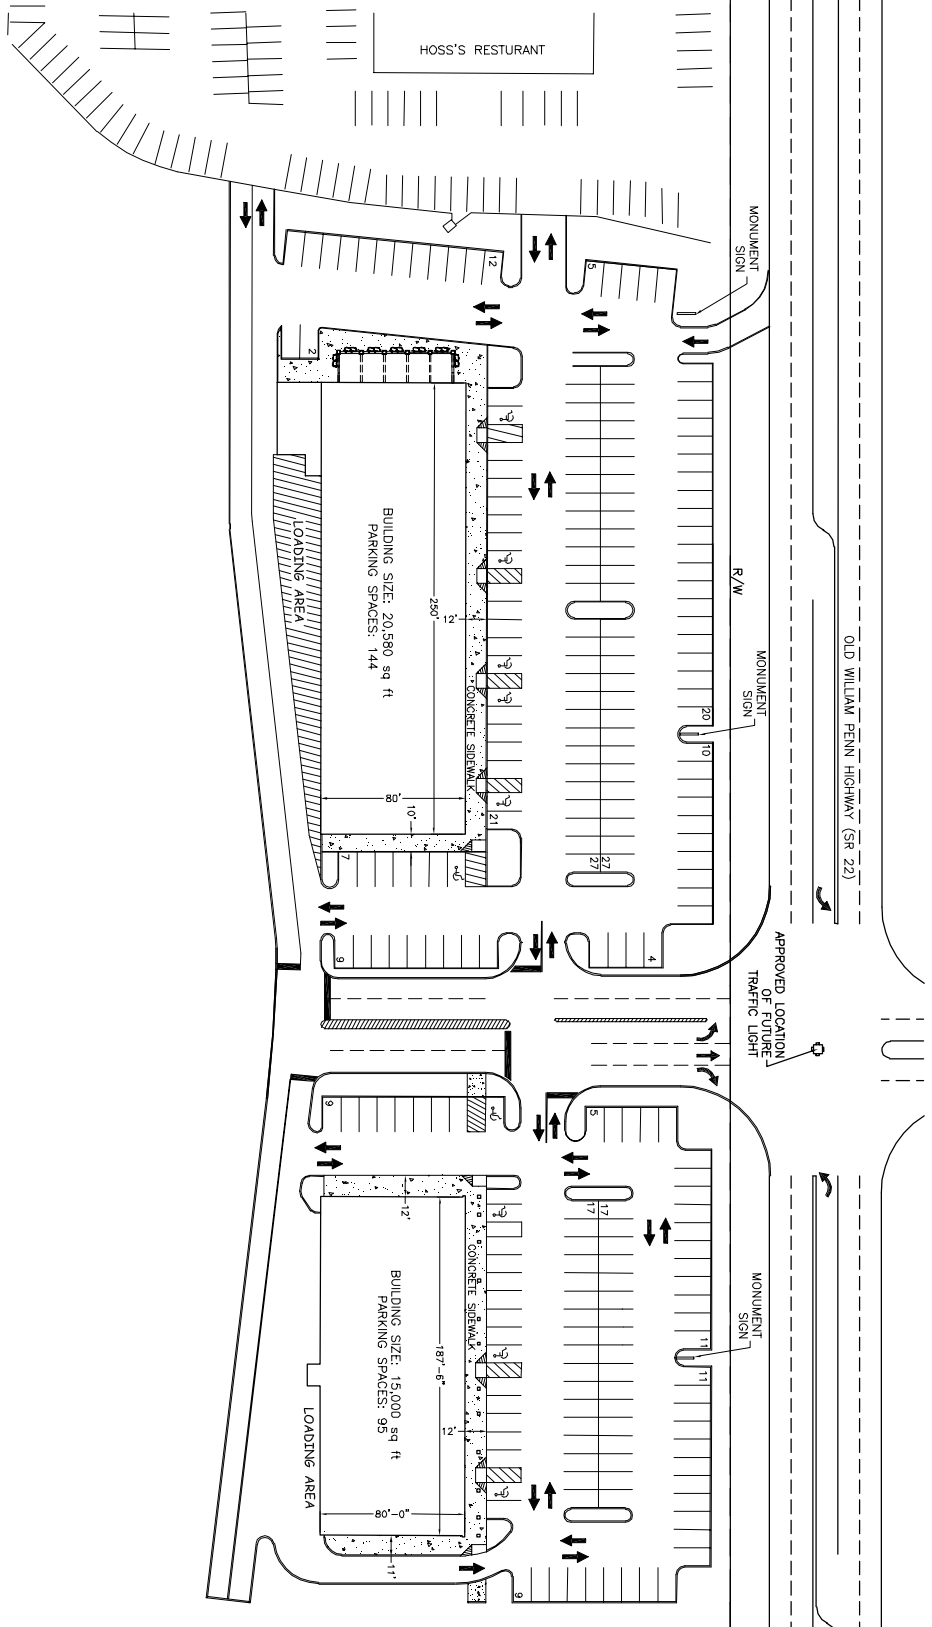 HOSS'S RESTURANT
MONUMENT
SIGN
12
5
2
BUILDING SIZE: 20,580 sq ft
PARKING SPACES: 144
LOADING AREA
250'
12'
CONCRETE SIDEWALK
80'
10'
R/W
MONUMENT
SIGN
20
10
OLD WILLIAM PENN HIGHWAY (SR 22)
21
27
27
7
9
4
APPROVED LOCATION
OF FUTURE
TRAFFIC LIGHT
9
5
17
17
12'
CONCRETE SIDEWALK
BUILDING SIZE: 15,000 sq ft
PARKING SPACES: 95
187'-6"
12'
LOADING AREA
80'-0"
11'
MONUMENT
SIGN
11
11
9